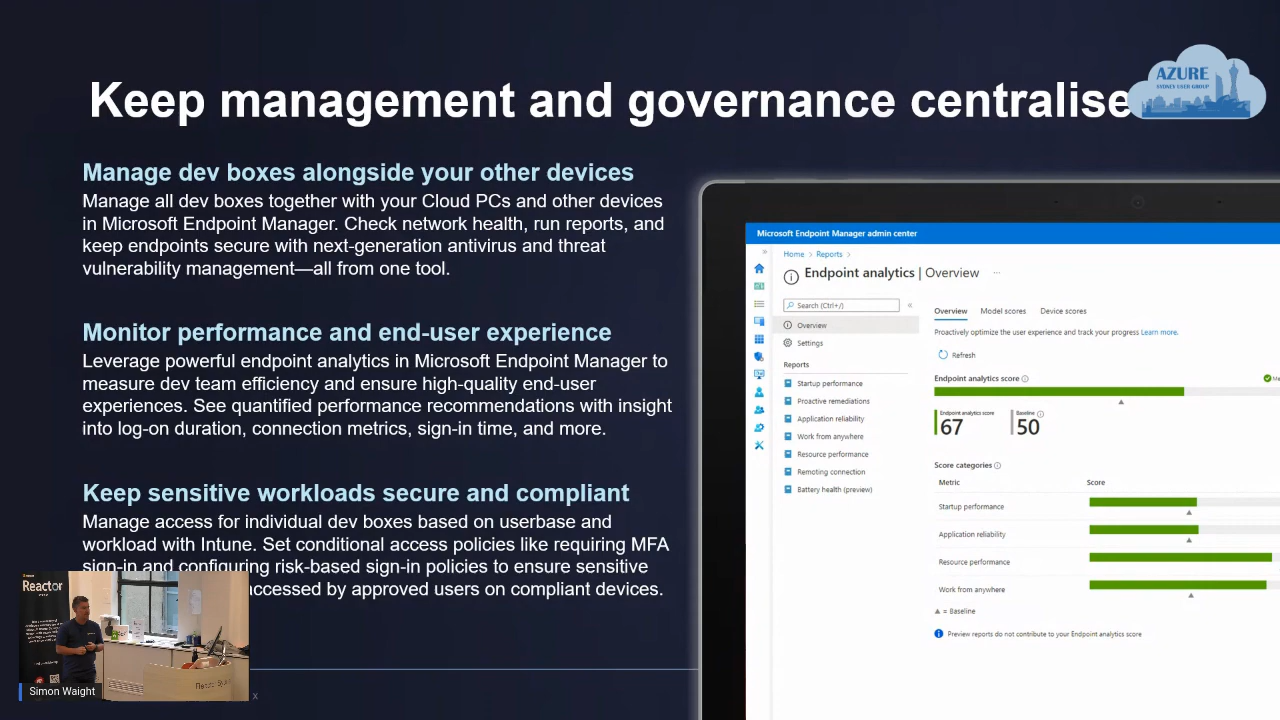 Keep management and governance centralise
AZURE
SYDNEY USER GROUP
Manage dev boxes alongside your other devices
Manage all dev boxes together with your Cloud PCs and other devices
in Microsoft Endpoint Manager. Check network health, run reports, and
keep endpoints secure with next-generation antivirus and threat
vulnerability management—all from one tool.
Monitor performance and end-user experience
Leverage powerful endpoint analytics in Microsoft Endpoint Manager to
measure dev team efficiency and ensure high-quality end-user
experiences. See quantified performance recommendations with insight
into log-on duration, connection metrics, sign-in time, and more.
Keep sensitive workloads secure and compliant
Manage access for individual dev boxes based on userbase and
workload with Intune. Set conditional access policies like requiring MFA
sign-in and configuring risk-based sign-in policies to ensure sensitive
ccessed by approved users on compliant devices.
Reactor
Simon Waight
x
Microsoft Endpoint Manager admin center
Home > Reports >
Endpoint analytics | Overview ...
Search (Ctrl+/)
Overview
Settings
Reports
Startup performance
Proactive remediations
Application reliability
Work from anywhere
Resource performance
Remoting connection
Battery health (preview)
Overview Model scores Device scores
Proactively optimize the user experience and track your progress Learn more.
Refresh
Endpoint analytics score
Endpoint analytics score
67
Baseline
50
Score categories
Metric Score
Startup performance
Application reliability
Resource performance
Work from anywhere
▲ = Baseline
Preview reports do not contribute to your Endpoint analytics score